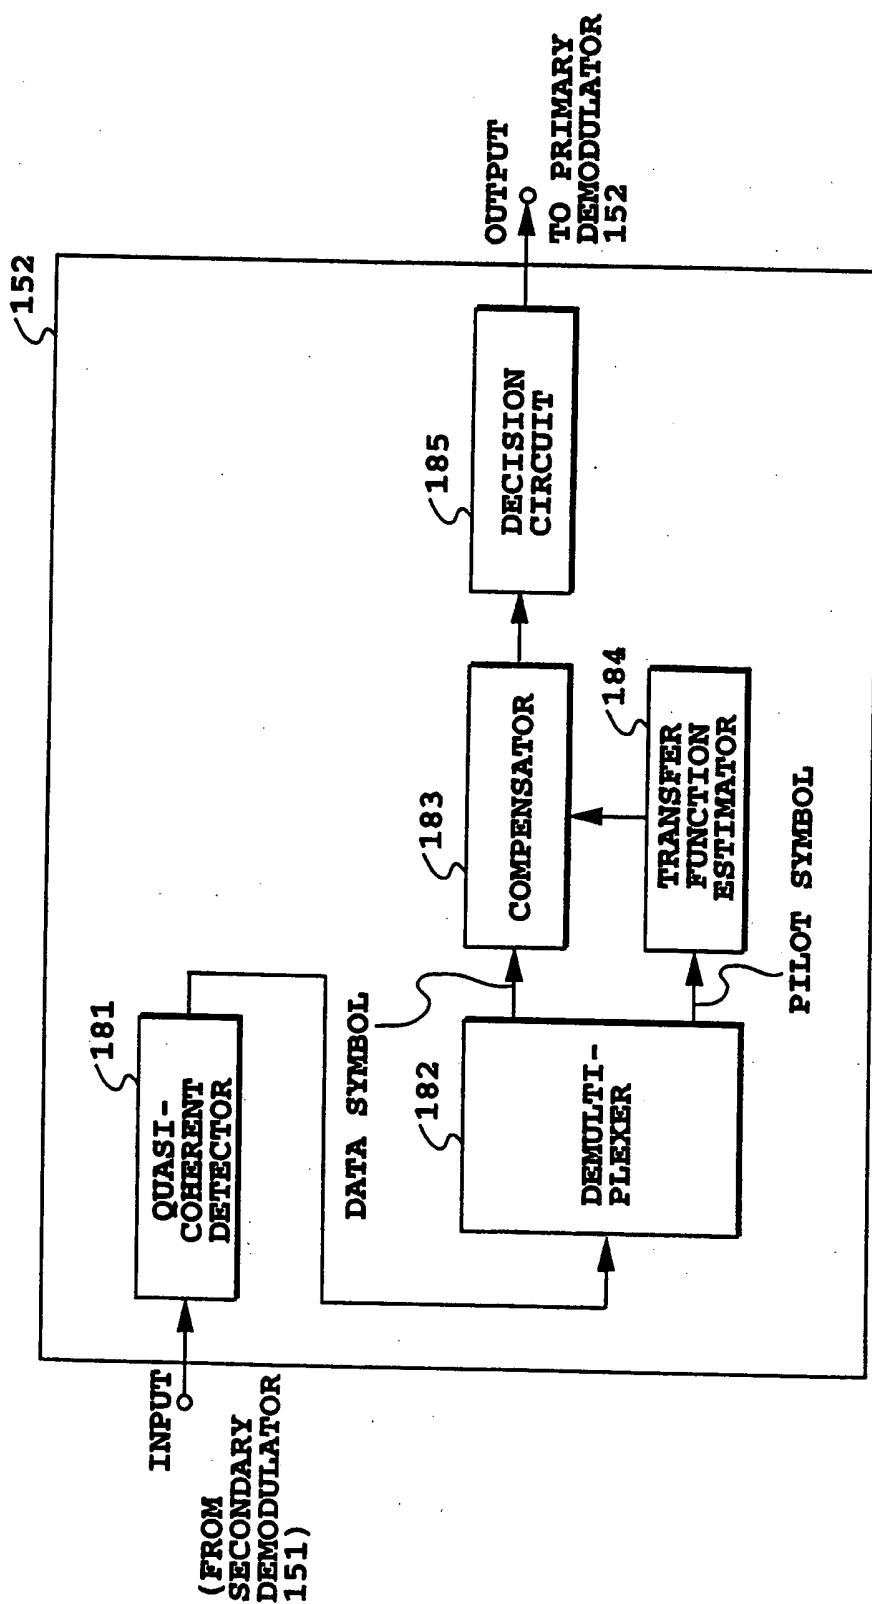 152
INPUT
(FROM
SECONDARY
DEMODULATOR
151)
181
QUASI-
COHERENT
DETECTOR
DATA SYMBOL
182
DEMULTI-
PLEXER
183
COMPENSATOR
184
TRANSFER
FUNCTION
ESTIMATOR
PILOT SYMBOL
185
DECISION
CIRCUIT
OUTPUT
TO PRIMARY
DEMODULATOR
152